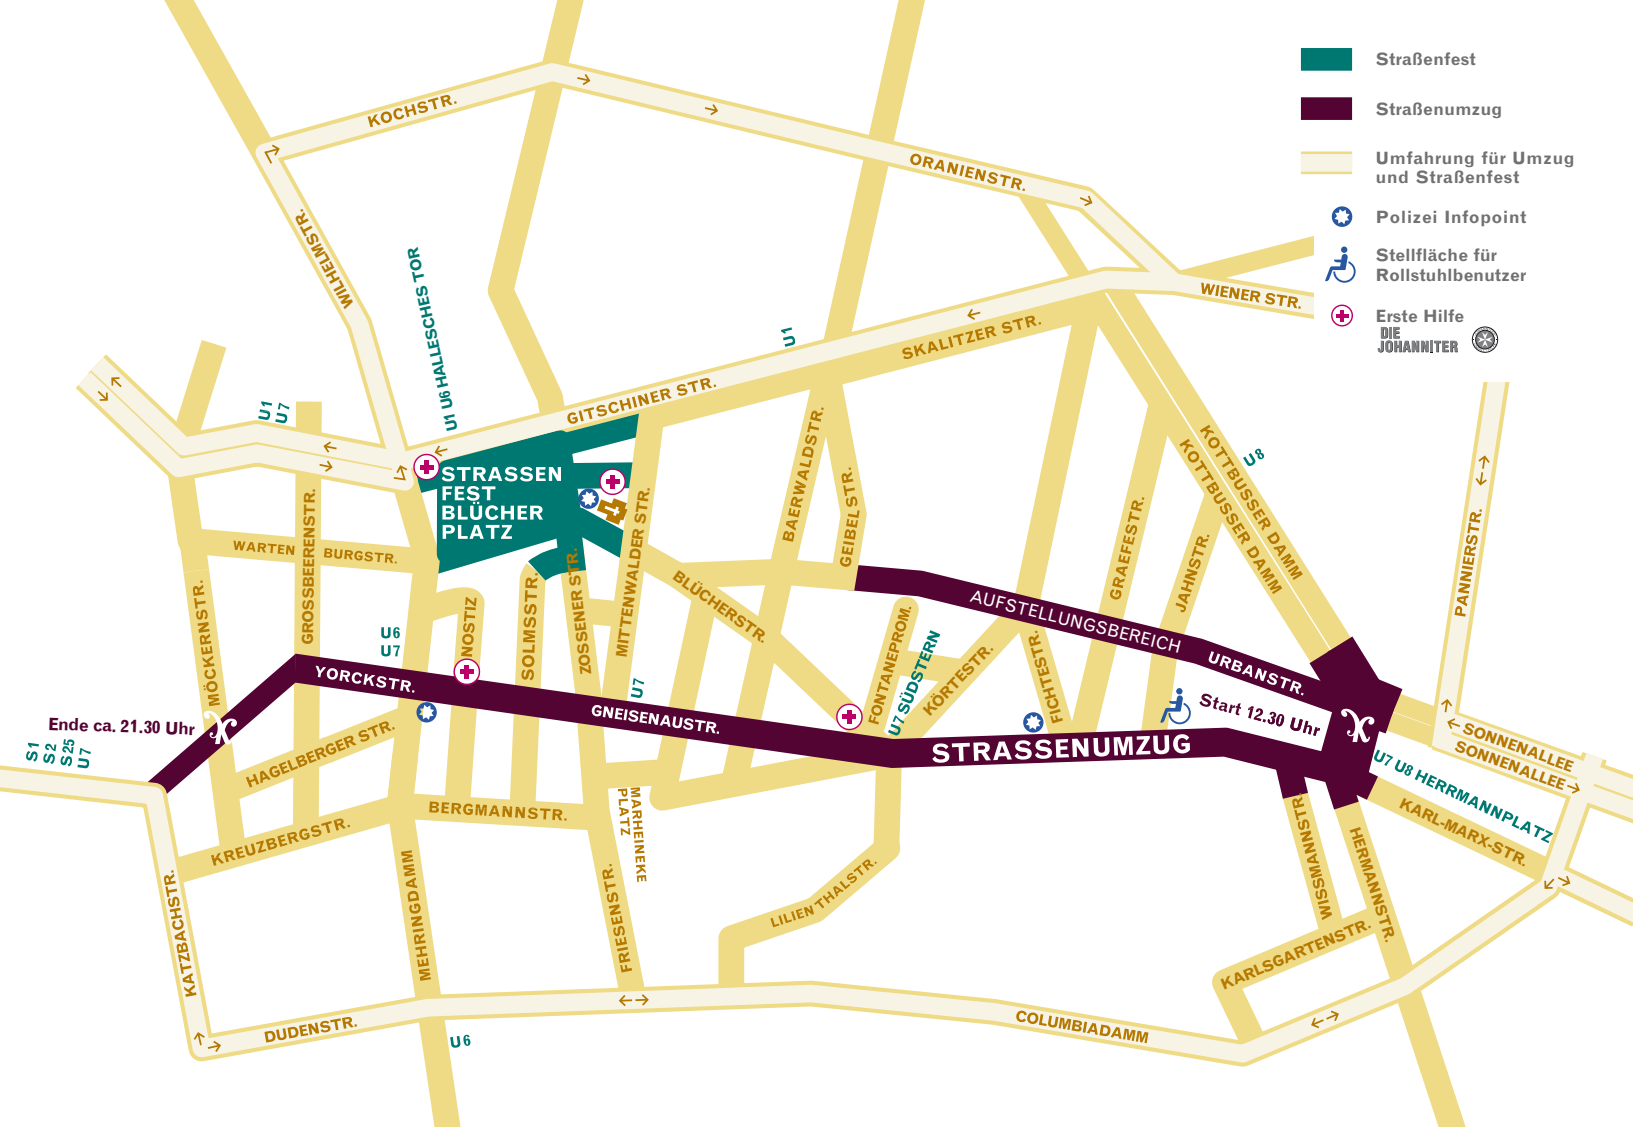 Straßenfest
Straßenumzug
Umfahrung für Umzug
und Straßenfest
Polizei Infopoint
Stellfläche für
Rollstuhlbenutzer
Erste Hilfe
DIE
JOHANNITER
KOCHSTR.
ORANIENSTR.
WILHELMSTR.
WIENER STR.
SKALITZER STR.
GITSCHINER STR.
U1 U6 HALLESCHES TOR
U1
U1
U7
U8
KOTTBUSSER DAMM
KOTTBUSSER DAMM
STRASSEN
FEST
BLÜCHER
PLATZ
WARTEN BURGSTR.
GROSSBEERENSTR.
MÖCKERNSTR.
MITTENWALDER STR.
ZOSSENER STR.
SOLMSSTR.
NOSTIZ
BLÜCHERSTR.
BAERWALDSTR.
GEIBELSTR.
GRAEFESTR.
JAHNSTR.
PANNIERSTR.
AUFSTELLUNGSBEREICH
URBANSTR.
U6
U7
U7
YORCKSTR.
GNEISENAUSTR.
STRASSENUMZUG
FONTANEPROM.
U7 SÜDSTERN
KÖRTESTR.
FICHTESTR.
Start 12.30 Uhr
Ende ca. 21.30 Uhr
S1
S2
S25
U7
HAGELBERGER STR.
KREUZBERGSTR.
BERGMANNSTR.
MARHEINEKE
PLATZ
SONNENALLEE
SONNENALLEE
U7 U8 HERRMANNPLATZ
KARL-MARX-STR.
WISSMANNSTR.
HERMANNSTR.
KARLSGARTENSTR.
KATZBACHSTR.
MEHRINGDAMM
FRIESENSTR.
LILIEN THALSTR.
DUDENSTR.
U6
COLUMBIADAMM